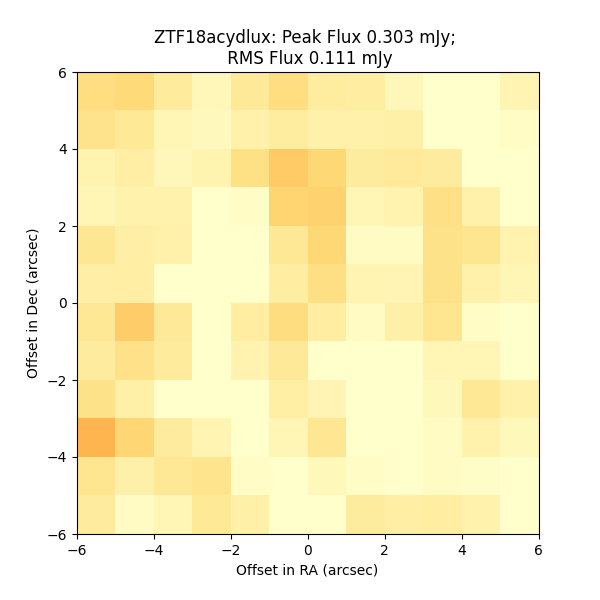 ZTF18acydlux: Peak Flux 0.303 mJy;
RMS Flux 0.111 mJy
6
4
2
0
−2
−4
−6
Offset in Dec (arcsec)
−6 −4 −2 0 2 4 6
Offset in RA (arcsec)